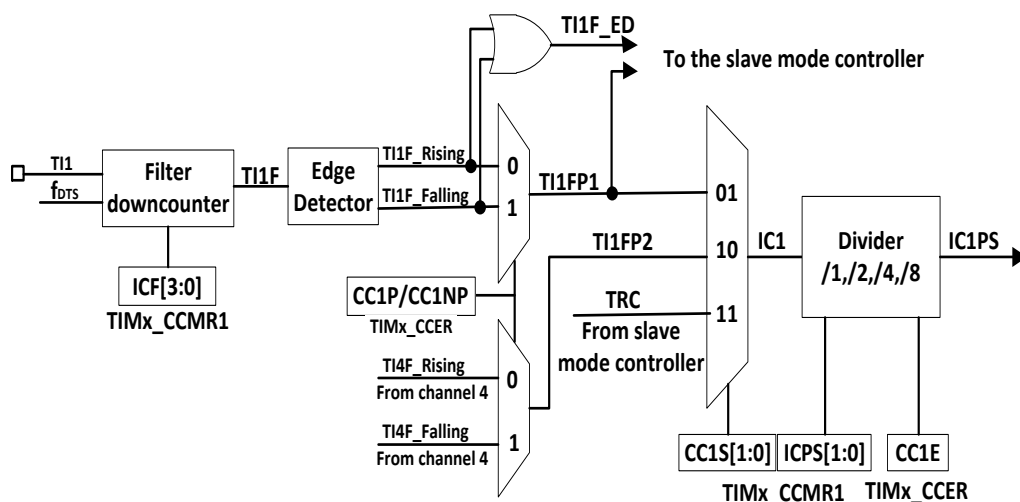 TI1F_ED
To the slave mode controller
TI1
fDTS
Filter
downcounter
TI1F
Edge
Detector
TI1F_Rising
TI1F_Falling
0
1
TI1FP1
01
10
11
TI1FP2
TRC
From slave
mode controller
IC1
Divider
/1,/2,/4,/8
IC1PS
ICF[3:0]
TIMx_CCMR1
CC1P/CC1NP
TIMx_CCER
TI4F_Rising
From channel 4
TI4F_Falling
From channel 4
0
1
CC1S[1:0]
ICPS[1:0]
CC1E
TIMx_CCMR1
TIMx_CCER